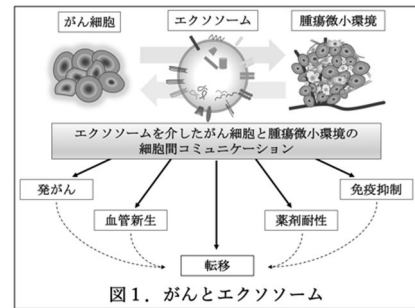 がん細胞
エクソソーム
腫瘍微小環境
エクソソームを介したがん細胞と腫瘍微小環境の
細胞間コミュニケーション
発がん
免疫抑制
血管新生
薬剤耐性
転移
図1. がんとエクソソーム